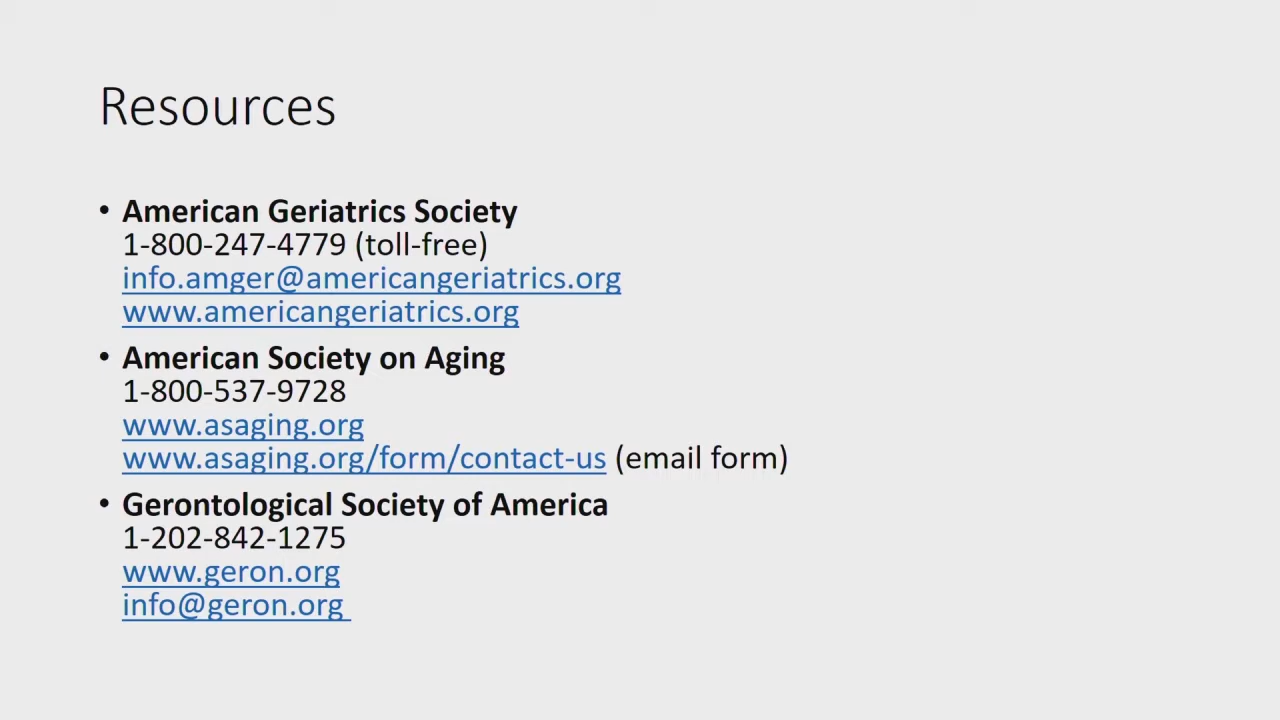 Resources
• American Geriatrics Society
1-800-247-4779 (toll-free)
info.amger@americangeriatrics.org
www.americangeriatrics.org
• American Society on Aging
1-800-537-9728
www.asaging.org
www.asaging.org/form/contact-us (email form)
• Gerontological Society of America
1-202-842-1275
www.geron.org
info@geron.org